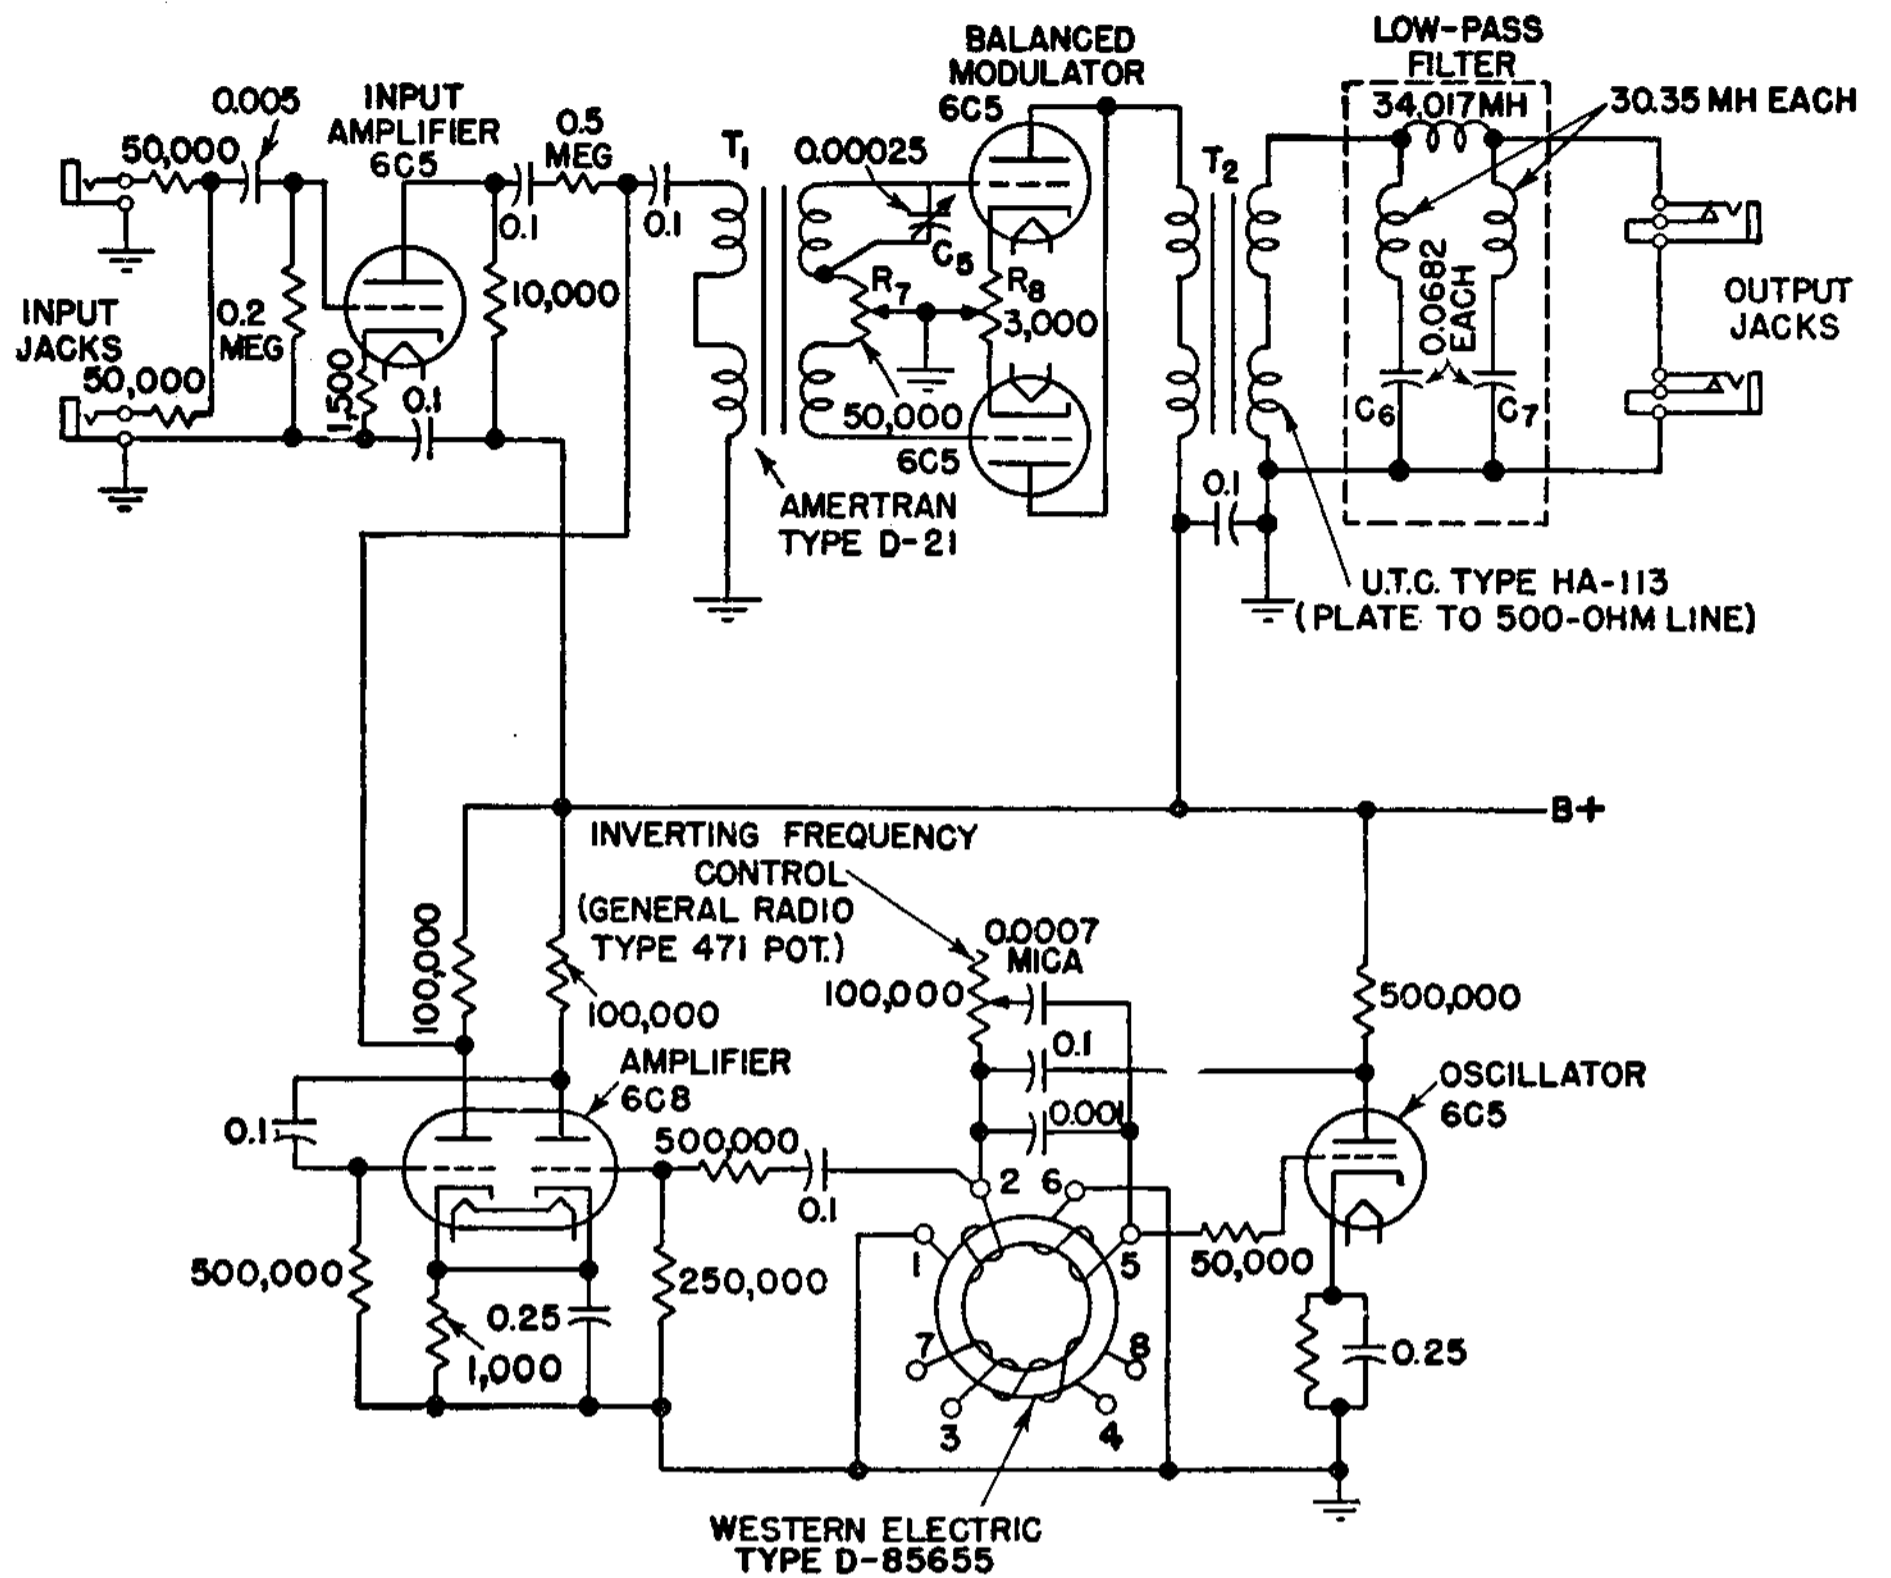 BALANCED
MODULATOR
6C5
LOW-PASS
FILTER
34.017MH
30.35 MH EACH
0.005
INPUT
AMPLIFIER
6C5
0.5
MEG
50,000
T1
0.00025
T2
0.1
0.1
C5
R7
R8
3,000
10,000
0.2
MEG
INPUT
JACKS
50,000
1,500
0.1
50,000
6C5
0.0682
EACH
C6
C7
OUTPUT
JACKS
AMERTRAN
TYPE D-21
0.1
U.T.C. TYPE HA-113
(PLATE TO 500-OHM LINE)
B+
INVERTING FREQUENCY
CONTROL
(GENERAL RADIO
TYPE 471 POT.)
0.0007
MICA
100,000
100,000
100,000
500,000
0.1
AMPLIFIER
6C8
OSCILLATOR
6C5
0.001
0.1
500,000
0.1
2
6
1
5
50,000
500,000
250,000
0.25
1,000
7
8
3
4
0.25
WESTERN ELECTRIC
TYPE D-85655